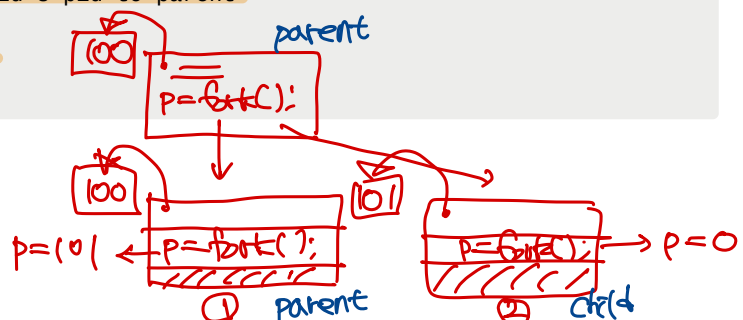 parent
100
p=fork();
100
101
p=101
p=fork();
p=fork();
p=0
① parent
② child